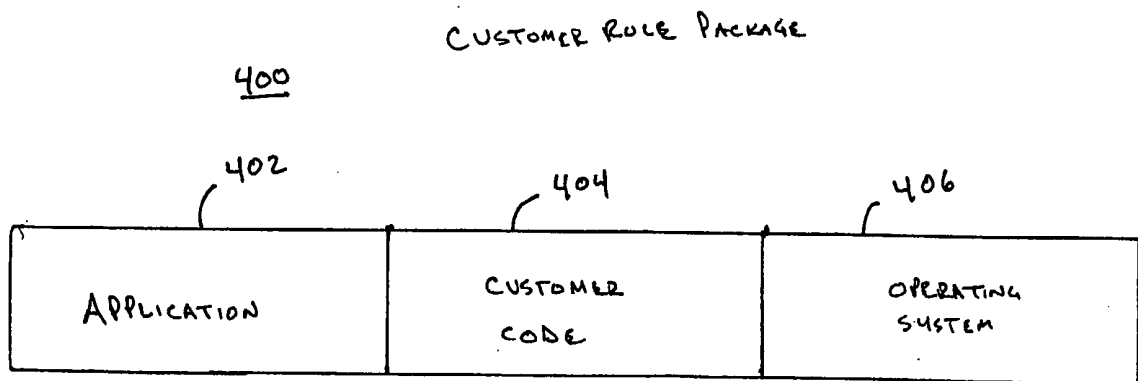 CUSTOMER RULE PACKAGE
400
402
404
406
APPLICATION
CUSTOMER
CODE
OPERATING
SYSTEM